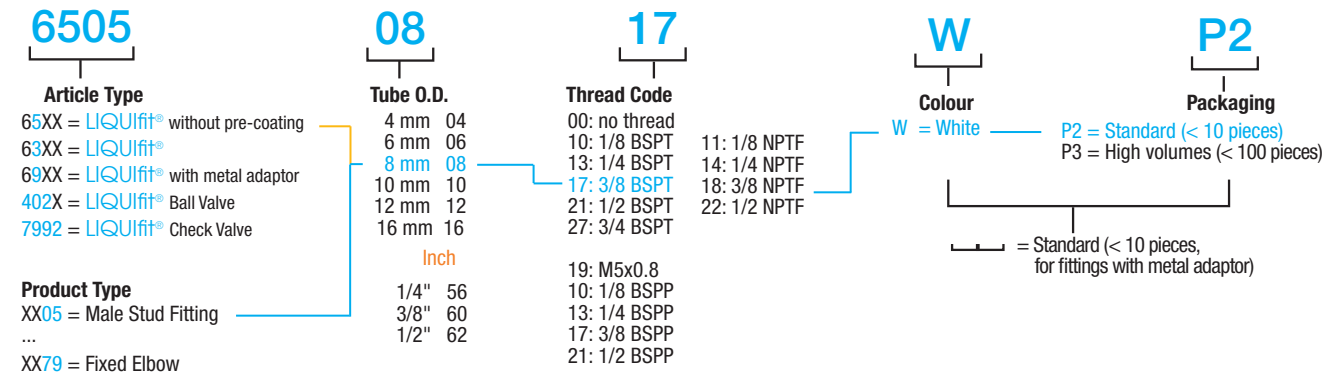 6505 08 17 W P2
Article Type
65XX = LIQUIfit® without pre-coating
63XX = LIQUIfit®
69XX = LIQUIfit® with metal adaptor
402X = LIQUIfit® Ball Valve
7992 = LIQUIfit® Check Valve
Product Type
XX05 = Male Stud Fitting
...
XX79 = Fixed Elbow
Tube O.D.
4 mm 04
6 mm 06
8 mm 08
10 mm 10
12 mm 12
16 mm 16
Inch
1/4" 56
3/8" 60
1/2" 62
Thread Code
00: no thread
10: 1/8 BSPT
13: 1/4 BSPT
17: 3/8 BSPT
21: 1/2 BSPT
27: 3/4 BSPT
19: M5x0.8
10: 1/8 BSPP
13: 1/4 BSPP
17: 3/8 BSPP
21: 1/2 BSPP
11: 1/8 NPTF
14: 1/4 NPTF
18: 3/8 NPTF
22: 1/2 NPTF
Colour
W = White
Packaging
P2 = Standard (< 10 pieces)
P3 = High volumes (< 100 pieces)
= Standard (< 10 pieces,
for fittings with metal adaptor)